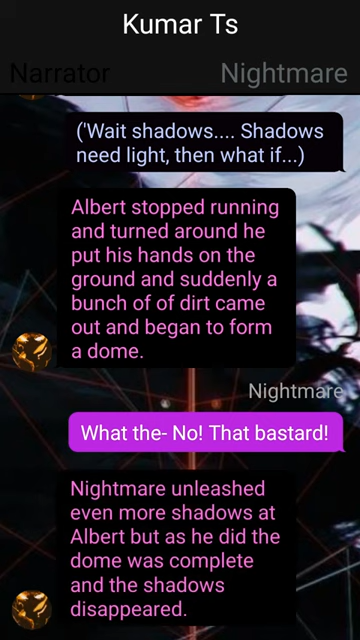 Kumar Ts
Narrator
Nightmare
('Wait shadows.... Shadows
need light, then what if...)
Albert stopped running
and turned around he
put his hands on the
ground and suddenly a
bunch of of dirt came
out and began to form
a dome.
Nightmare
What the- No! That bastard!
Nightmare unleashed
even more shadows at
Albert but as he did the
dome was complete
and the shadows
disappeared.